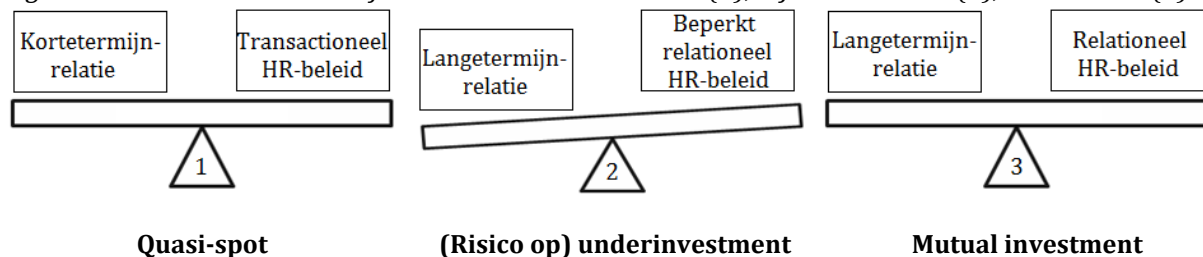 Kortetermijn-
relatie
Transactioneel
HR-beleid
1
Quasi-spot
Langetermijn-
relatie
Beperkt
relationeel
HR-beleid
2
(Risico op) underinvestment
Langetermijn-
relatie
Relationeel
HR-beleid
3
Mutual investment